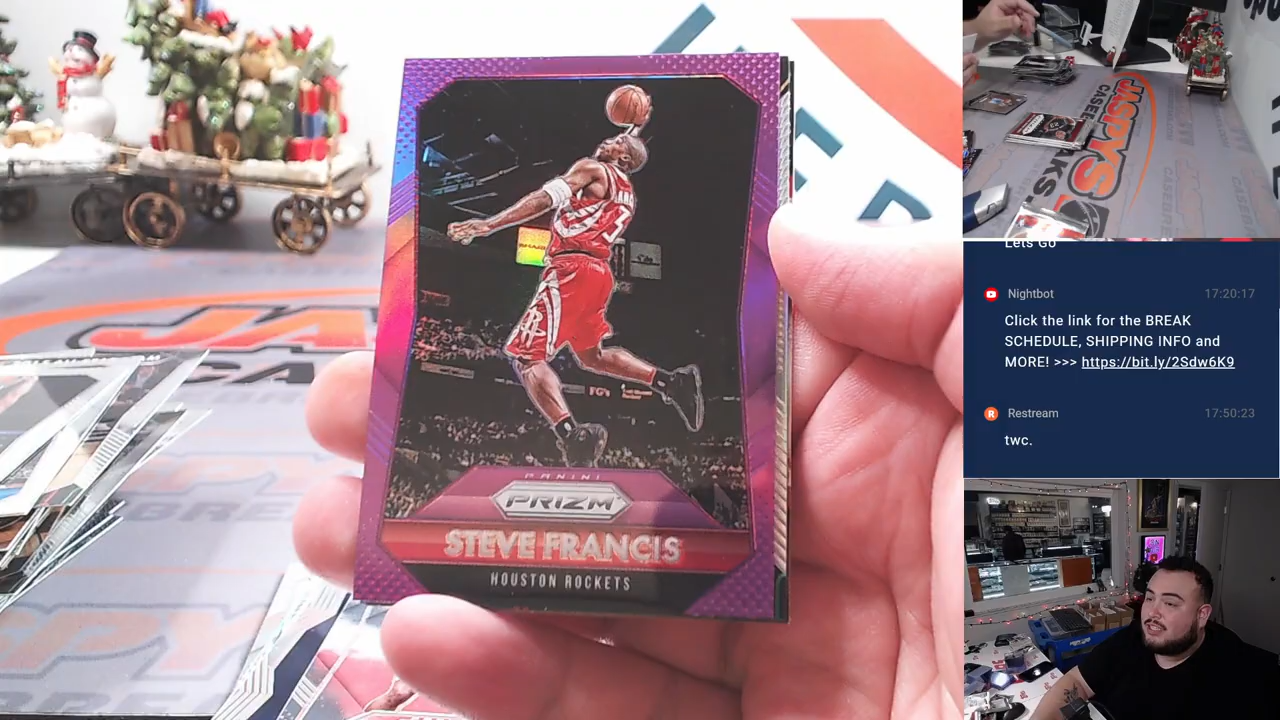 PANINI
PRIZM
STEVE FRANCIS
HOUSTON ROCKETS
JASPYS
CASEBREAKS
Lets Go
Nightbot
17:20:17
Click the link for the BREAK
SCHEDULE, SHIPPING INFO and
MORE! >>> https://bit.ly/2Sdw6K9
Restream
17:50:23
twc.